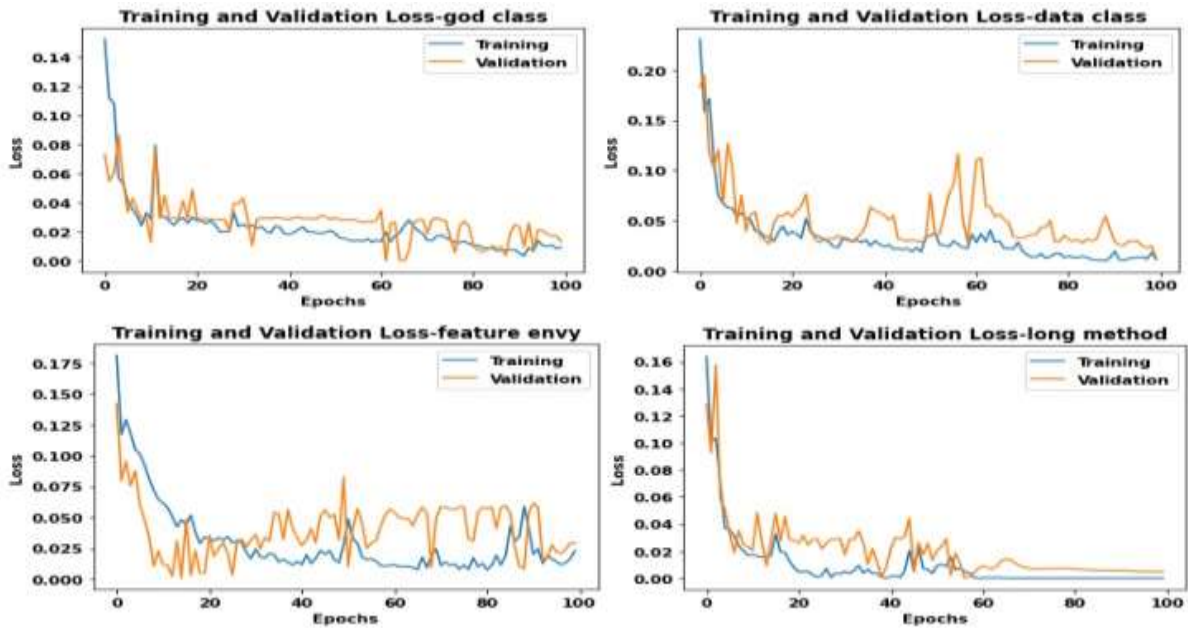 Training and Validation Loss-god class
Training
Validation
Loss
0.14
0.12
0.10
0.08
0.06
0.04
0.02
0.00
0 20 40 60 80 100
Epochs
Training and Validation Loss-data class
Training
Validation
Loss
0.20
0.15
0.10
0.05
0.00
0 20 40 60 80 100
Epochs
Training and Validation Loss-feature envy
Training
Validation
Loss
0.175
0.150
0.125
0.100
0.075
0.050
0.025
0.000
0 20 40 60 80 100
Epochs
Training and Validation Loss-long method
Training
Validation
Loss
0.16
0.14
0.12
0.10
0.08
0.06
0.04
0.02
0.00
0 20 40 60 80 100
Epochs